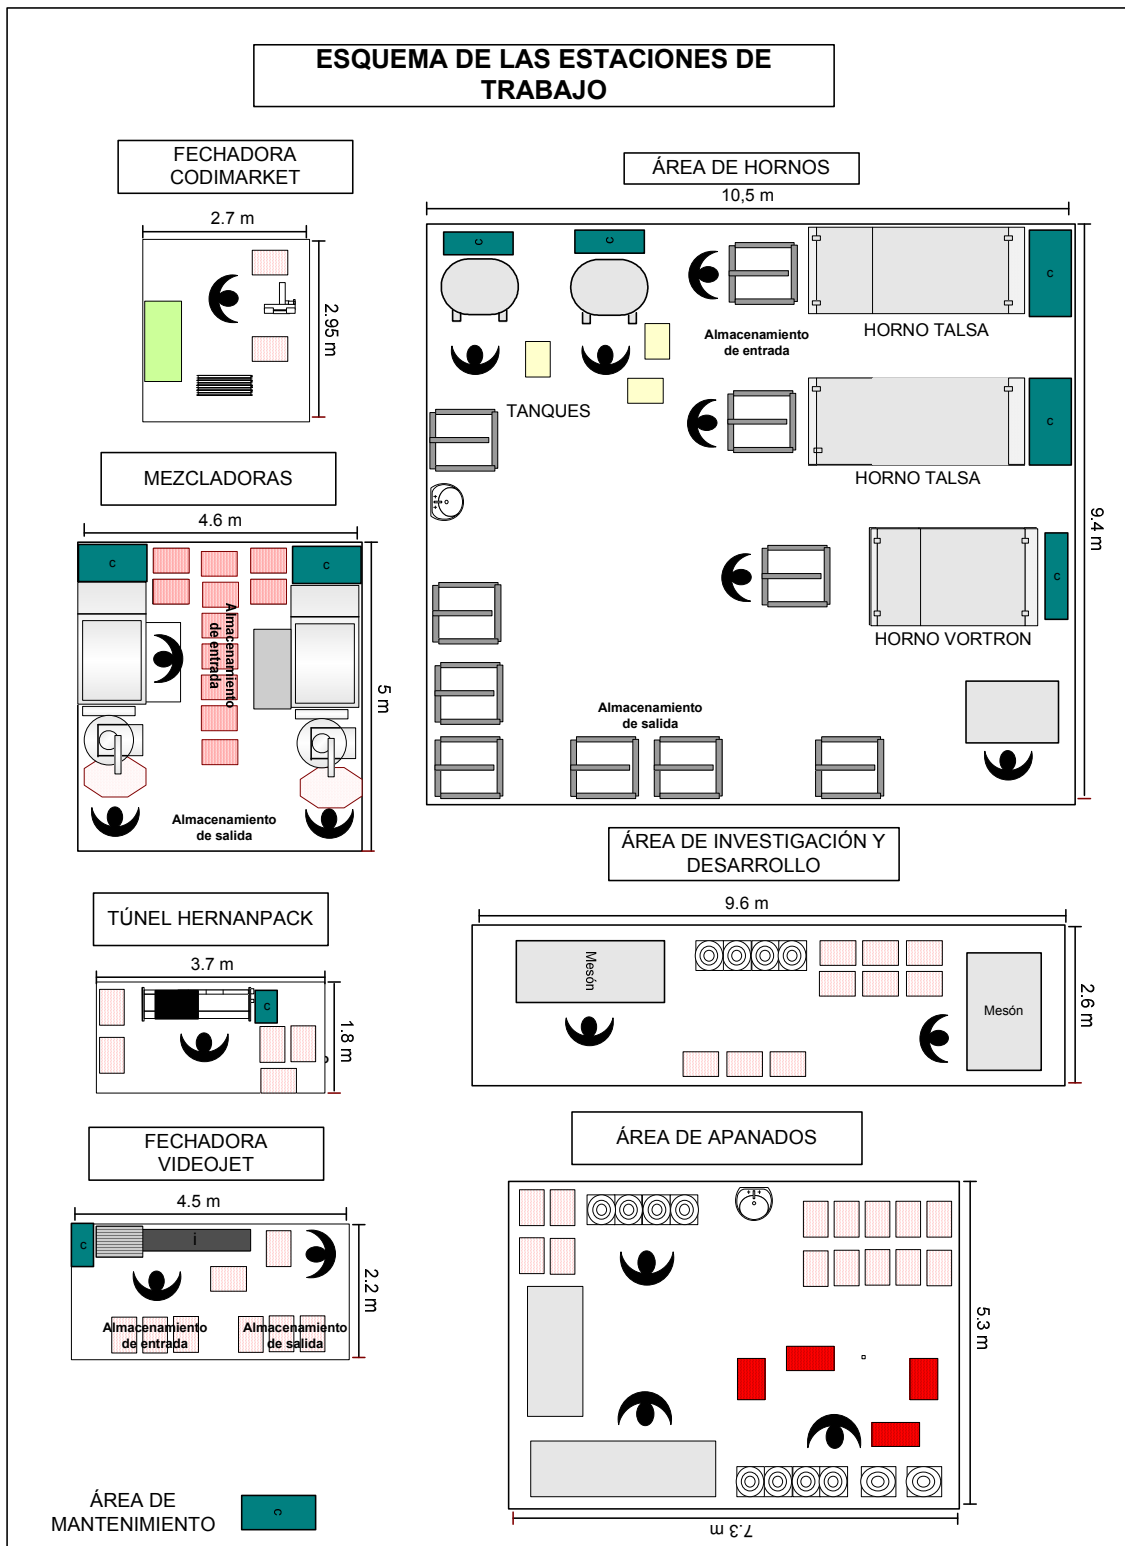 ESQUEMA DE LAS ESTACIONES DE
TRABAJO
FECHADORA
CODIMARKET
2.7 m
2.95 m
ÁREA DE HORNOS
10,5 m
9.4 m
C
C
C
HORNO TALSA
Almacenamiento
de entrada
TANQUES
C
HORNO TALSA
C
HORNO VORTRON
Almacenamiento
de salida
MEZCLADORAS
4.6 m
5 m
C
C
Almacenamiento
de entrada
Almacenamiento
de salida
ÁREA DE INVESTIGACIÓN Y
DESARROLLO
9.6 m
2.6 m
Mesón
Mesón
TÚNEL HERNANPACK
3.7 m
1.8 m
C
FECHADORA
VIDEOJET
4.5 m
2.2 m
C
i
Almacenamiento
de entrada
Almacenamiento
de salida
ÁREA DE APANADOS
5.3 m
7.3 m
ÁREA DE
MANTENIMIENTO
C